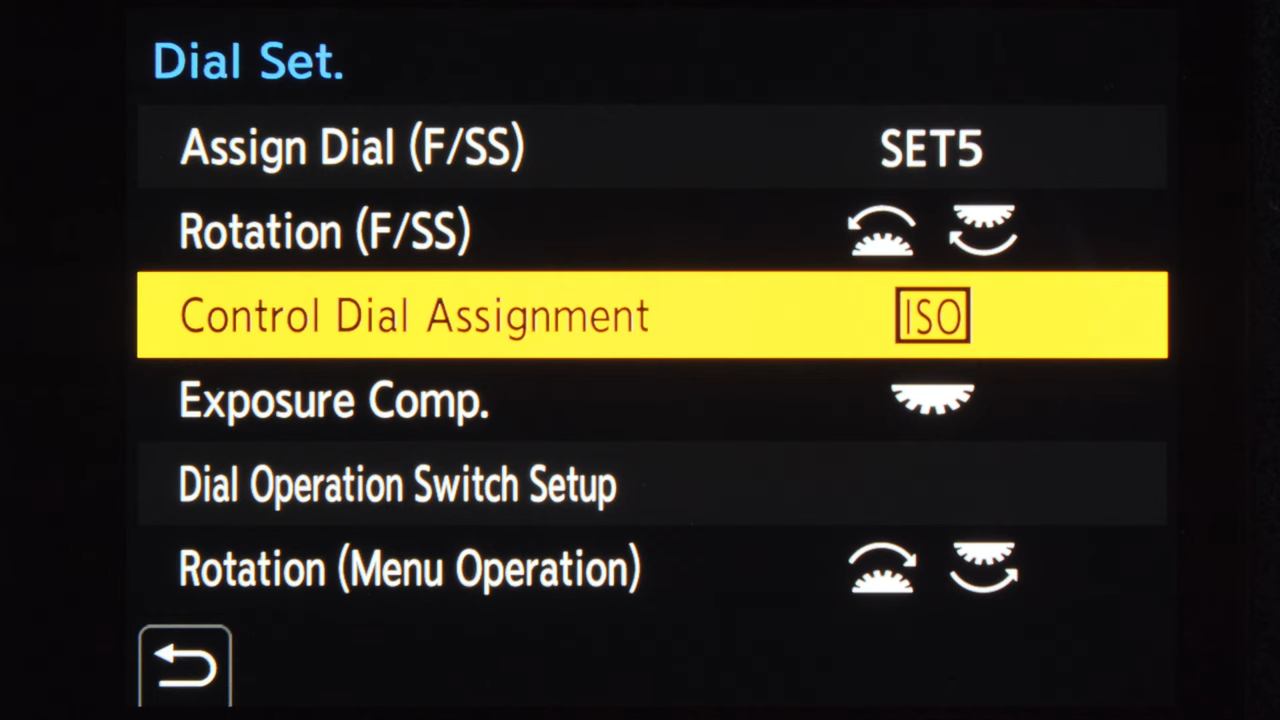 Dial Set.
Assign Dial (F/SS) SET5
Rotation (F/SS)
Control Dial Assignment ISO
Exposure Comp.
Dial Operation Switch Setup
Rotation (Menu Operation)